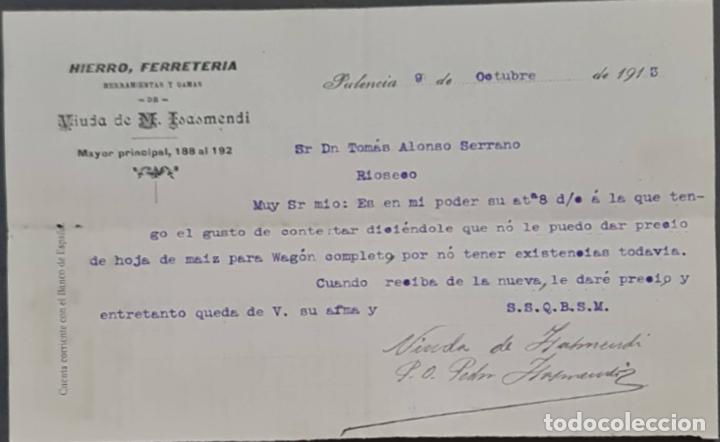 HIERRO, FERRETERIA
HERRAMIENTAS Y CAMAS
— DE —
Viuda de M. Isasmendi
Mayor principal, 188 al 192
Palencia 9 de Octubre de 1913
Sr Dn Tomás Alonso Serrano
Rioseco
Muy Sr mio: Es en mi poder su atª8 d/c á la que ten-
go el gusto de contestar diciéndole que nó le puedo dar precio
de hoja de maiz para Wagón completo por nó tener existencias todavia.
Cuando reciba de la nueva, le daré precio y
entretanto queda de V. su afma y S.S.Q.B.S.M.
Viuda de Isasmendi
P.O. Pedro Isasmendi
Cuenta corriente con el Banco de España
todocoleccion